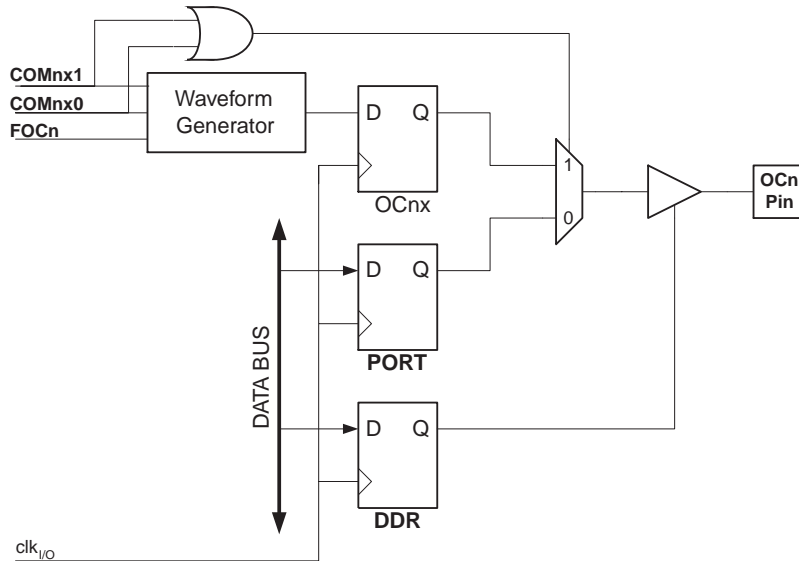 COMnx1
COMnx0
FOCn
Waveform
Generator
D Q
OCnx
1
0
OCn
Pin
D Q
PORT
DATA BUS
D Q
DDR
clkI/O